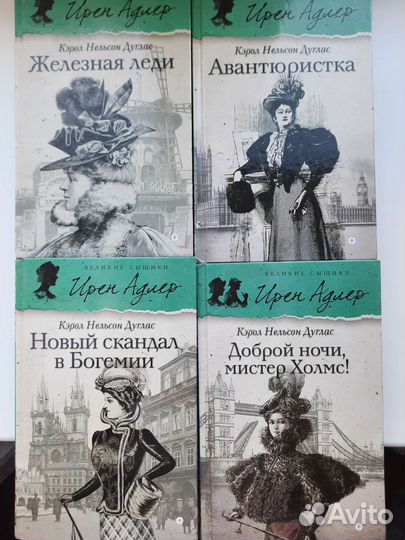 Ирен Адлер
Кэрол Нельсон Дуглас
Железная леди
ROUGE
Ирен Адлер
Кэрол Нельсон Дуглас
Авантюристка
ВЕЛИКИЕ СЫЩИКИ
Ирен Адлер
Кэрол Нельсон Дуглас
Новый скандал
в Богемии
ВЕЛИКИЕ СЫЩИКИ
Ирен Адлер
Кэрол Нельсон Дуглас
Доброй ночи,
мистер Холмс!
Avito